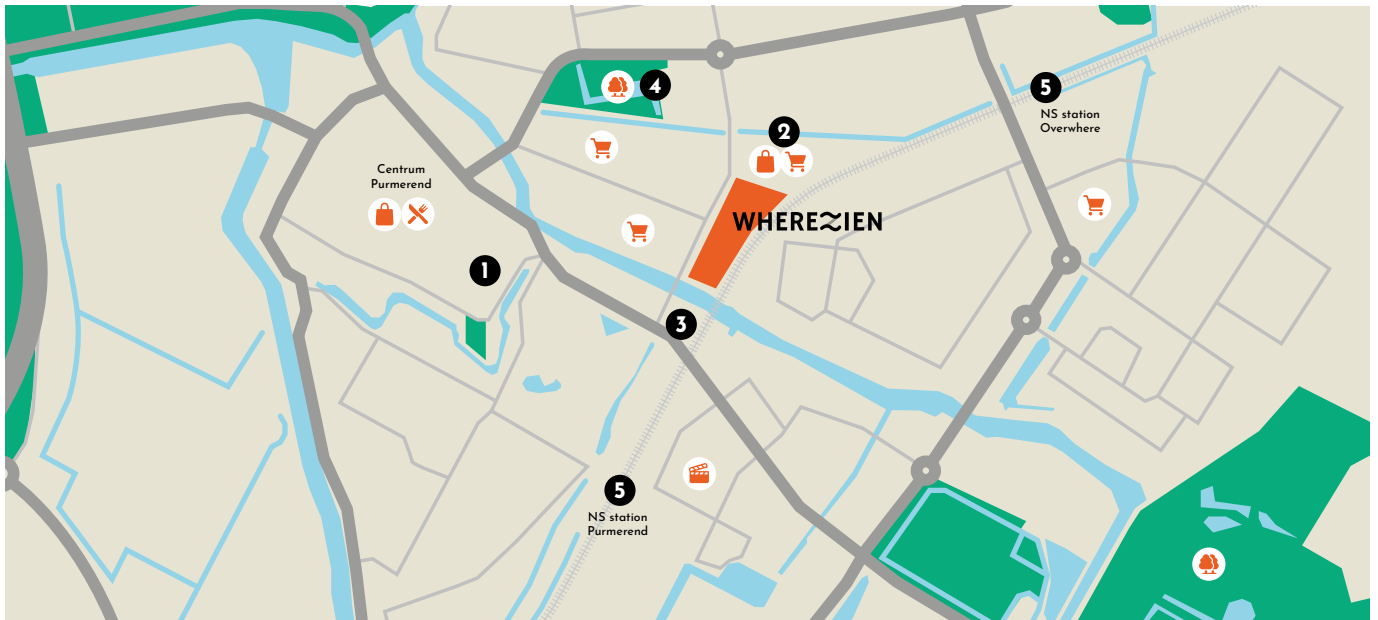 4
5
NS station
Overwhere
2
Centrum
Purmerend
WHERE≈IEN
1
3
5
NS station
Purmerend